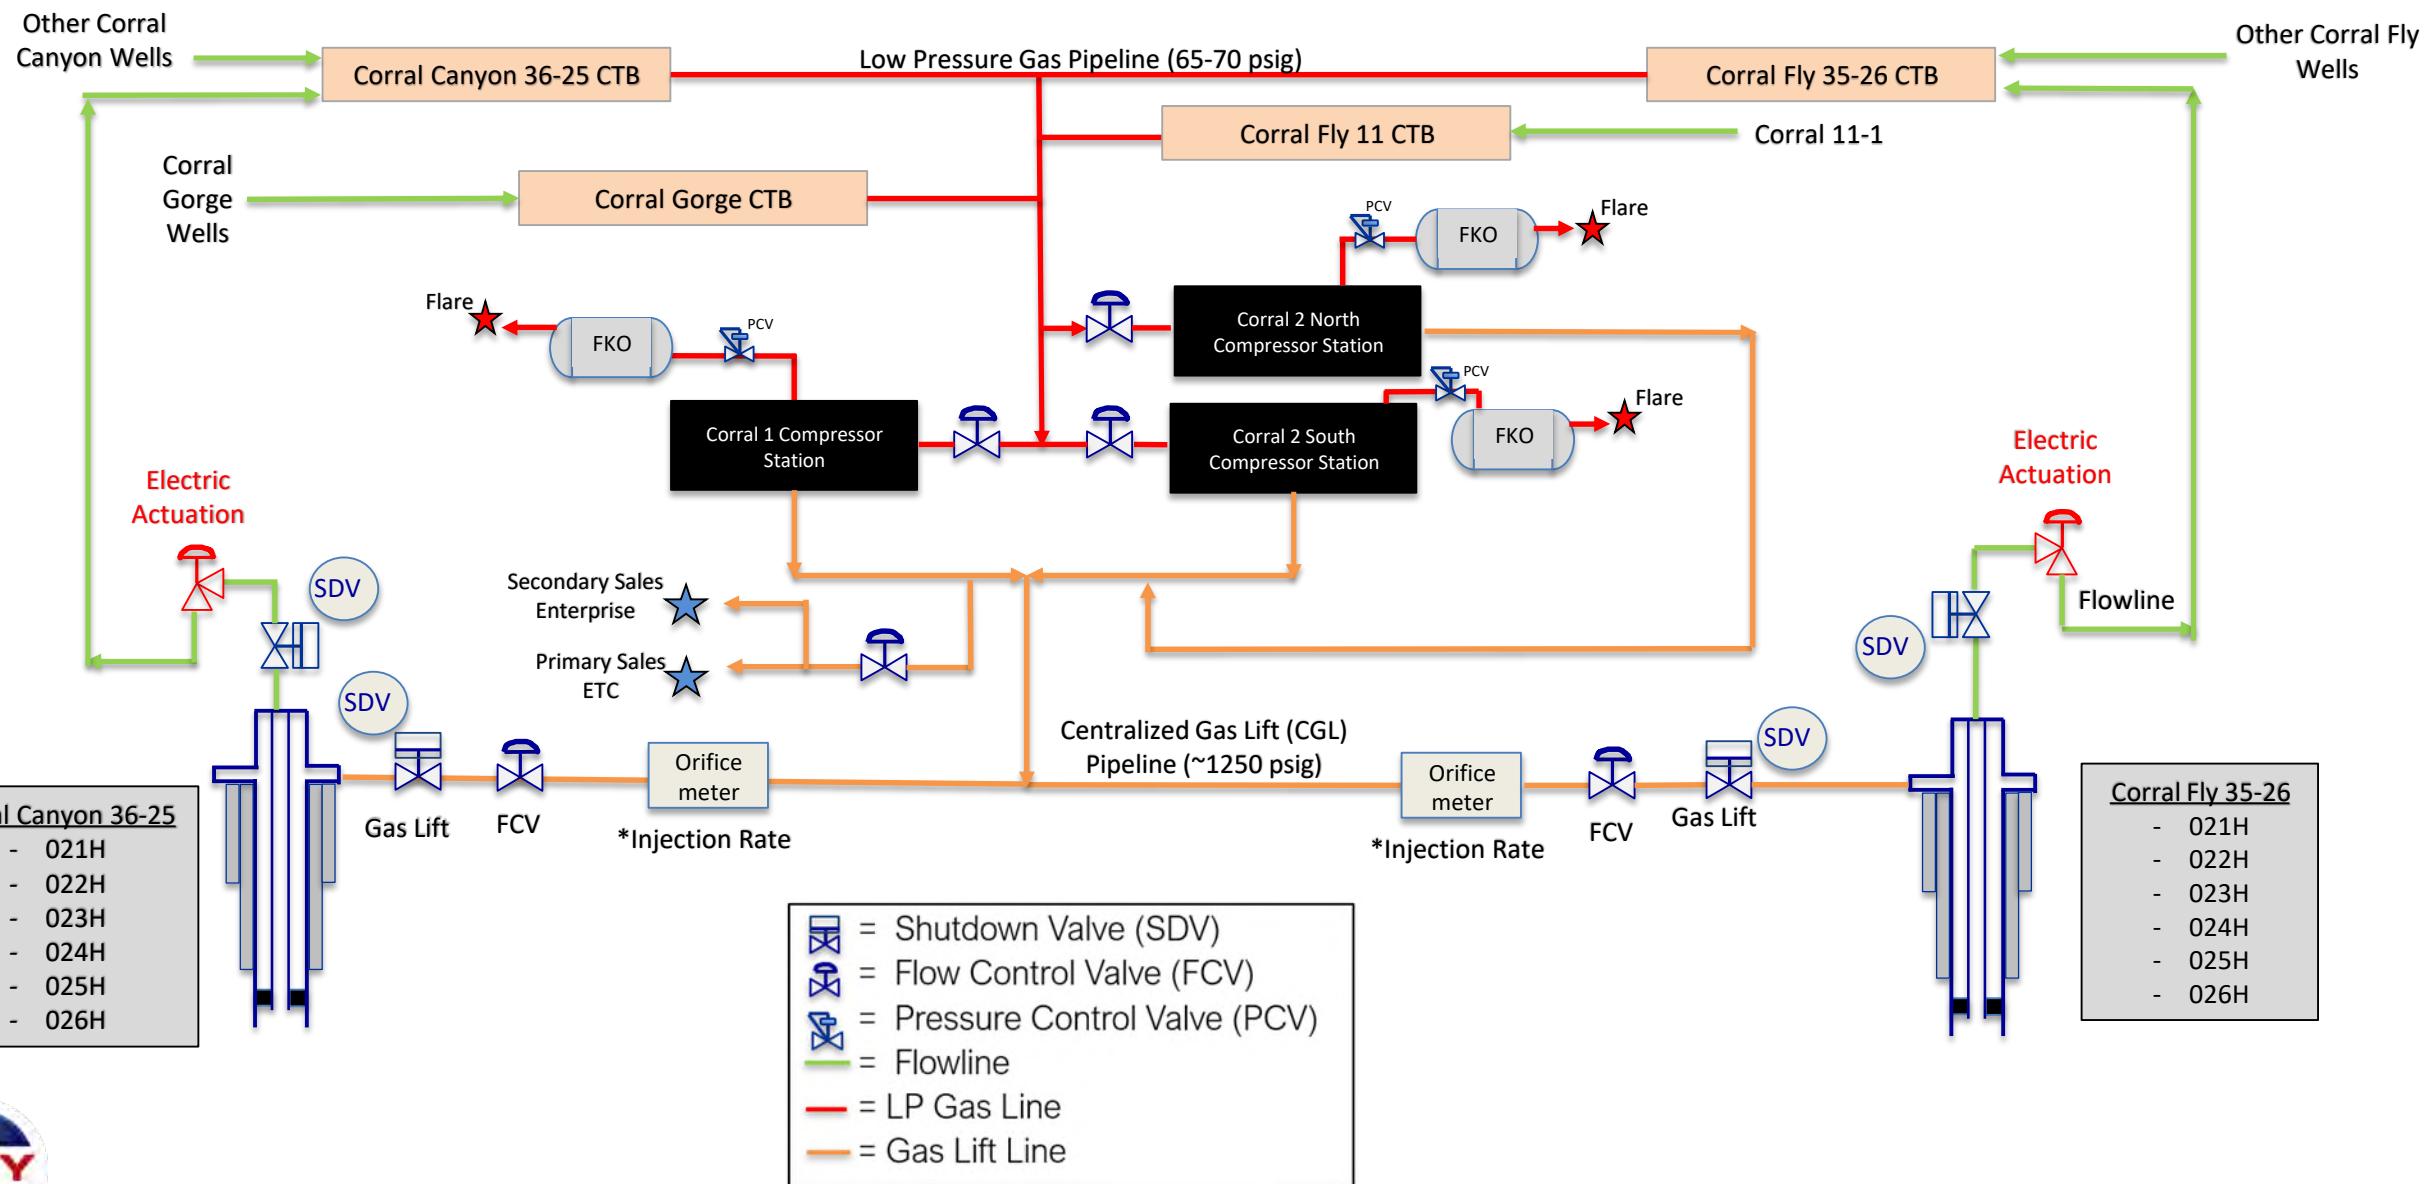 Other Corral
Canyon Wells
Corral Canyon 36-25 CTB
Low Pressure Gas Pipeline (65-70 psig)
Corral Fly 35-26 CTB
Other Corral Fly
Wells
Corral Fly 11 CTB
Corral 11-1
Corral
Gorge
Wells
Corral Gorge CTB
PCV
FKO
Flare
Flare
FKO
PCV
Corral 2 North
Compressor Station
PCV
FKO
Flare
Corral 1 Compressor
Station
Corral 2 South
Compressor Station
Electric
Actuation
Electric
Actuation
SDV
Secondary Sales
Enterprise
Primary Sales
ETC
Flowline
SDV
SDV
Centralized Gas Lift (CGL)
Pipeline (~1250 psig)
SDV
Orifice
meter
Orifice
meter
Gas Lift
FCV
*Injection Rate
*Injection Rate
FCV
Gas Lift
Canyon 36-25
- 021H
- 022H
- 023H
- 024H
- 025H
- 026H
Corral Fly 35-26
- 021H
- 022H
- 023H
- 024H
- 025H
- 026H
= Shutdown Valve (SDV)
= Flow Control Valve (FCV)
= Pressure Control Valve (PCV)
= Flowline
= LP Gas Line
= Gas Lift Line
Y